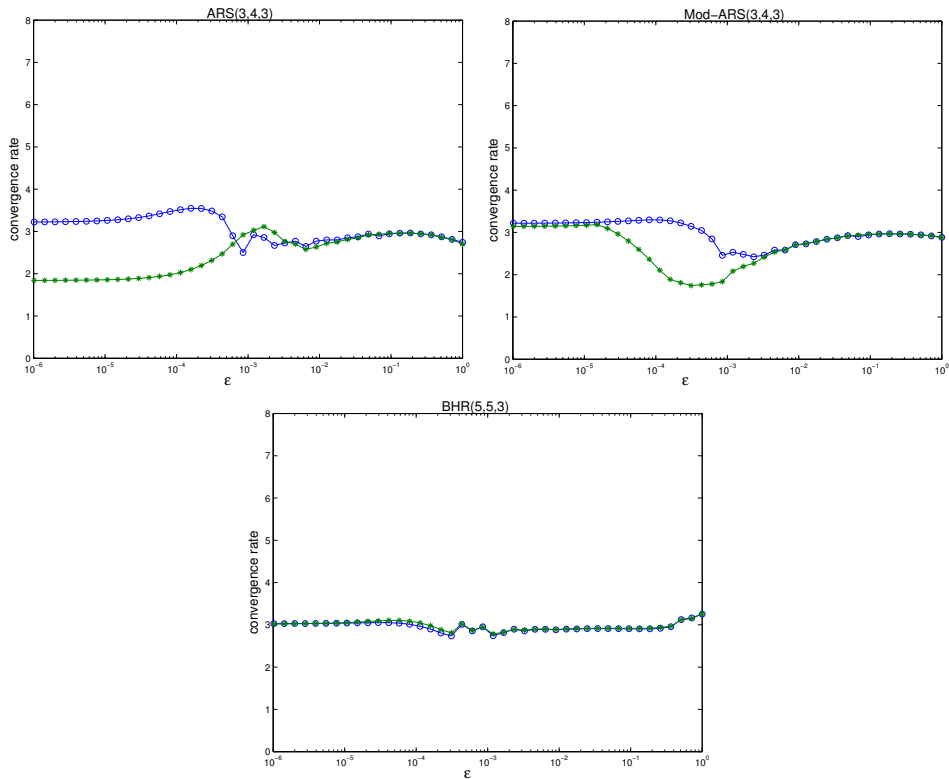 ARS(3,4,3)
8
7
6
5
4
3
2
1
0
convergence rate
10⁻⁶ 10⁻⁵ 10⁻⁴ 10⁻³ 10⁻² 10⁻¹ 10⁰
ε
Mod−ARS(3,4,3)
8
7
6
5
4
3
2
1
0
convergence rate
10⁻⁶ 10⁻⁵ 10⁻⁴ 10⁻³ 10⁻² 10⁻¹ 10⁰
ε
BHR(5,5,3)
8
7
6
5
4
3
2
1
0
convergence rate
10⁻⁶ 10⁻⁵ 10⁻⁴ 10⁻³ 10⁻² 10⁻¹ 10⁰
ε